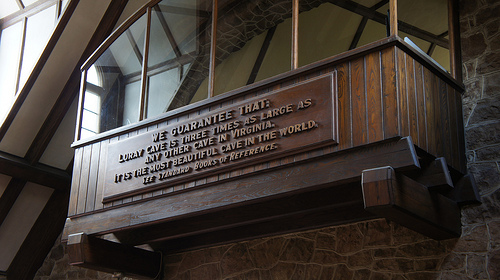 WE GUARANTEE THAT:
LURAY CAVE IS THREE TIMES AS LARGE AS
ANY OTHER CAVE IN VIRGINIA.
IT IS THE MOST BEAUTIFUL CAVE IN THE WORLD.
SEE STANDARD BOOKS OF REFERENCE.